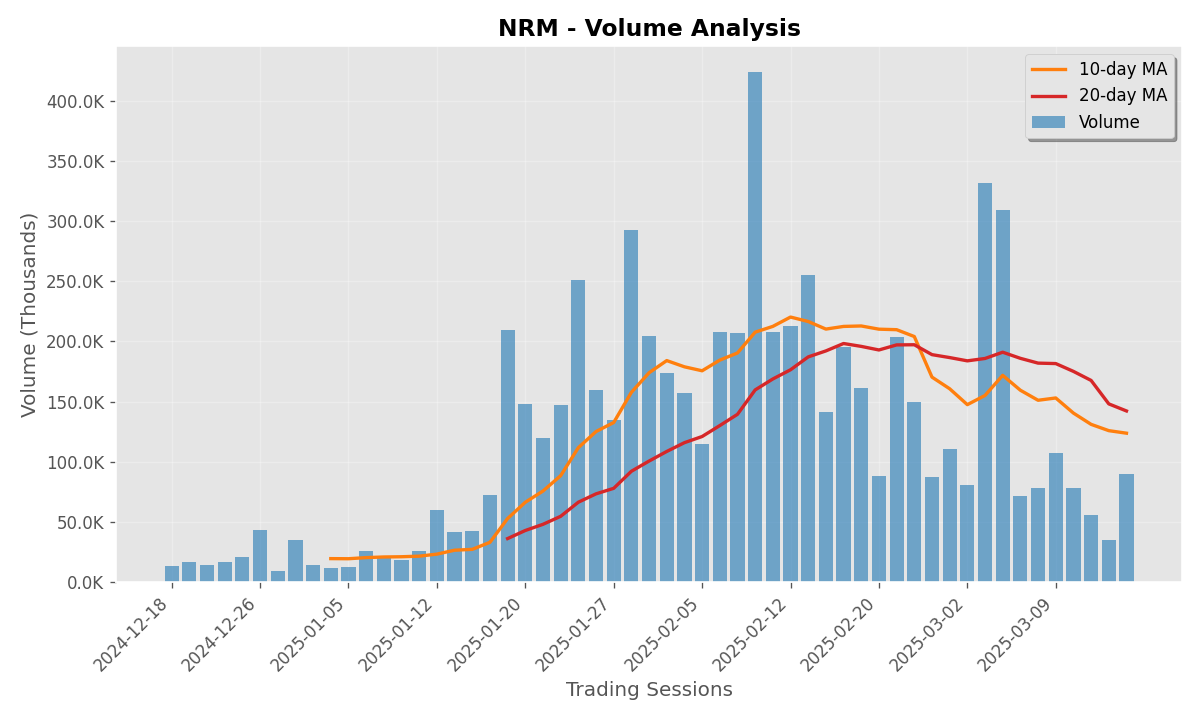 NRM - Volume Analysis
10-day MA
20-day MA
Volume
Volume (Thousands)
400.0K
350.0K
300.0K
250.0K
200.0K
150.0K
100.0K
50.0K
0.0K
2024-12-18
2024-12-26
2025-01-05
2025-01-12
2025-01-20
2025-01-27
2025-02-05
2025-02-12
2025-02-20
2025-03-02
2025-03-09
Trading Sessions